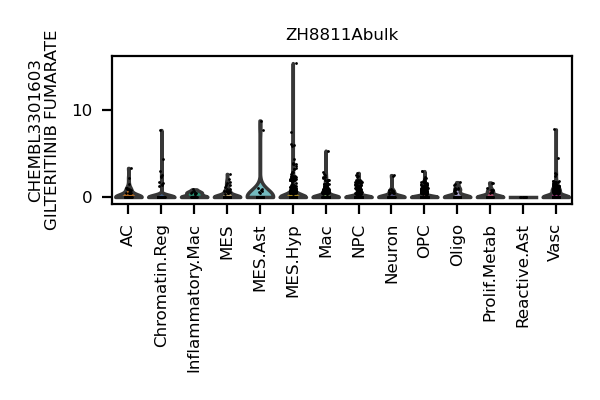 ZH8811Abulk
CHEMBL3301603
GILTERITINIB FUMARATE
10
0
AC
Chromatin.Reg
Inflammatory.Mac
MES
MES.Ast
MES.Hyp
Mac
NPC
Neuron
OPC
Oligo
Prolif.Metab
Reactive.Ast
Vasc